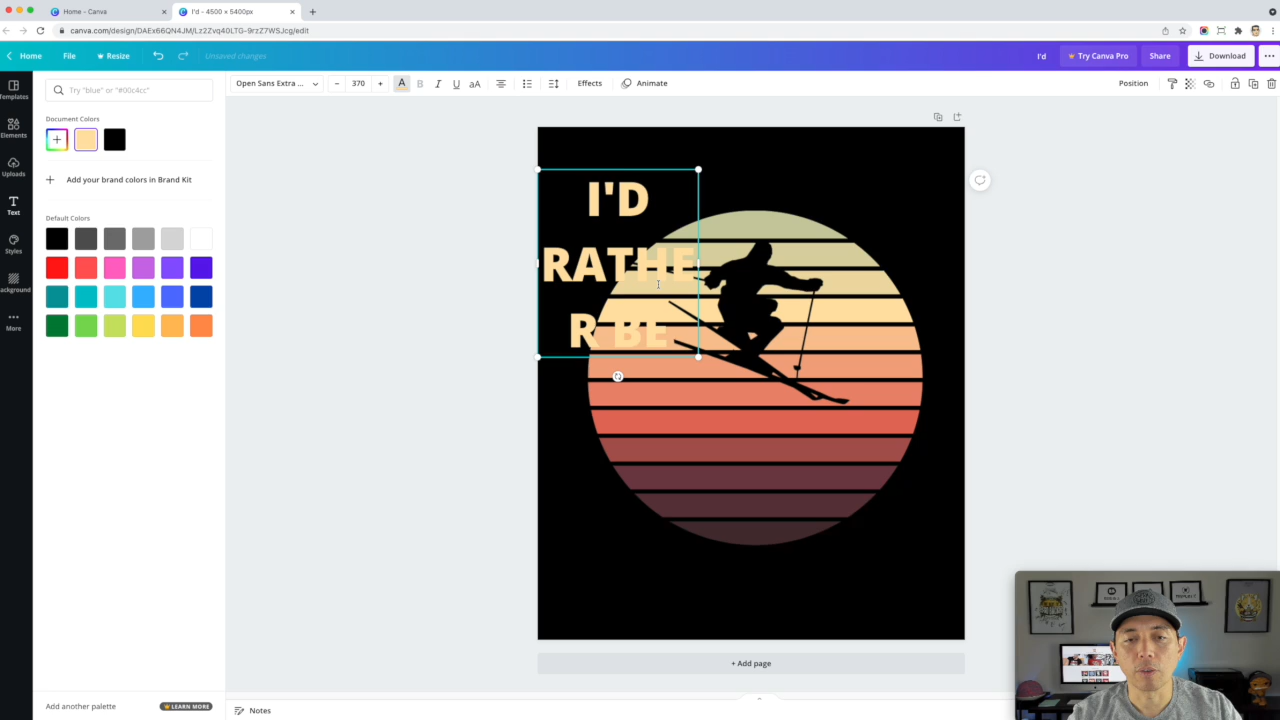 Home - Canva
I'd - 4500 × 5400px
canva.com/design/DAEx66QN4JM/Lz2Zvq40LTG-9rzZ7WSJcg/edit
Home
File
Resize
Unsaved changes
I'd
Try Canva Pro
Share
Download
Open Sans Extra ...
370
A
B
I
U
aA
Effects
Animate
Position
Templates
Elements
Uploads
Text
Styles
ackground
More
Try "blue" or "#00c4cc"
Document Colors
Add your brand colors in Brand Kit
Default Colors
I'D
RATHE
R BE
+ Add page
Add another palette
LEARN MORE
Notes